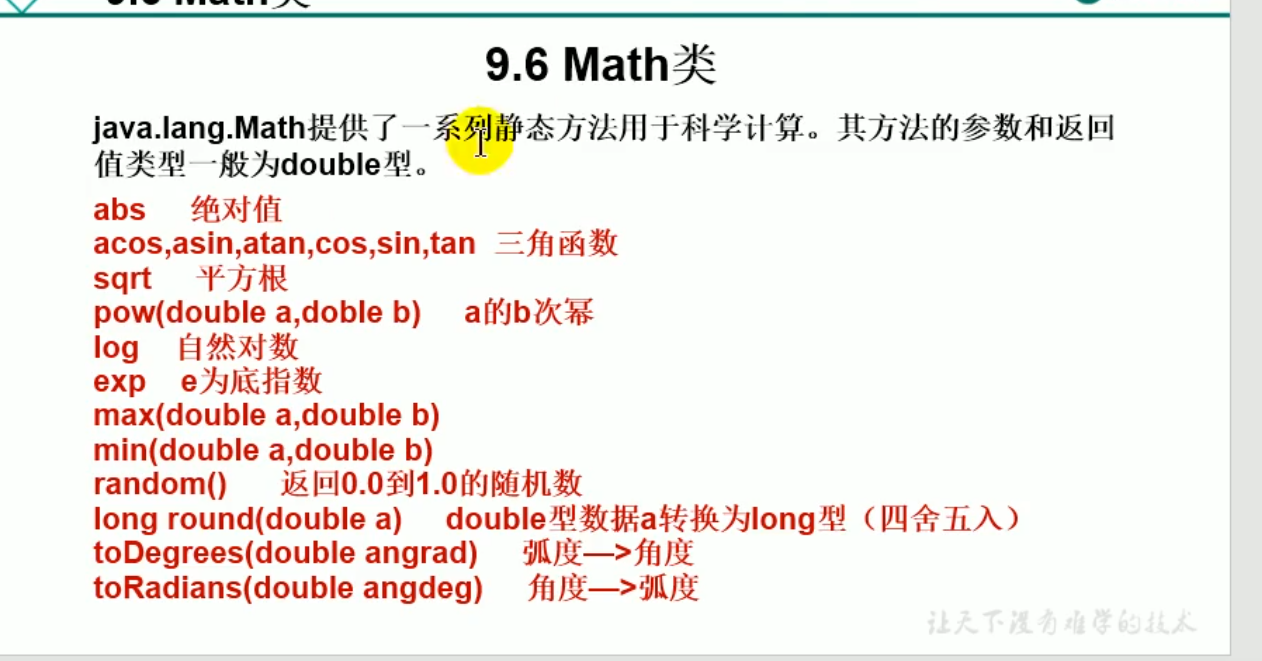 9.6 Math类
java.lang.Math提供了一系列静态方法用于科学计算。其方法的参数和返回
值类型一般为double型。
abs 绝对值
acos,asin,atan,cos,sin,tan 三角函数
sqrt 平方根
pow(double a,doble b) a的b次幂
log 自然对数
exp e为底指数
max(double a,double b)
min(double a,double b)
random() 返回0.0到1.0的随机数
long round(double a) double型数据a转换为long型（四舍五入）
toDegrees(double angrad) 弧度—>角度
toRadians(double angdeg) 角度—>弧度
让天下没有难学的技术